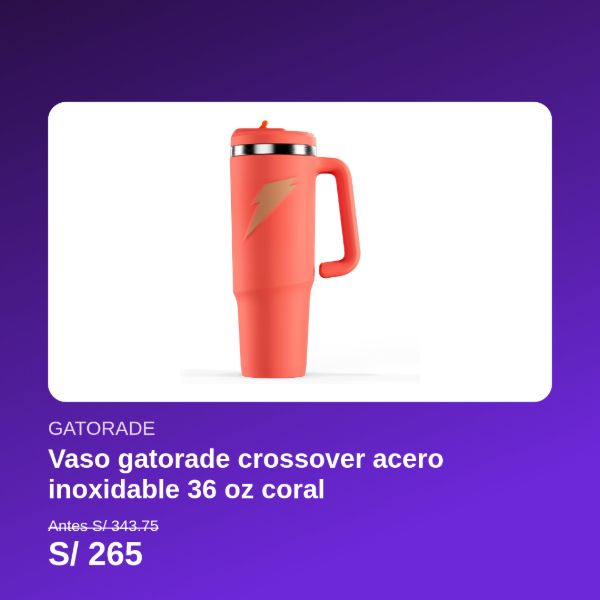 GATORADE
Vaso gatorade crossover acero
inoxidable 36 oz coral
Antes S/ 343.75
S/ 265